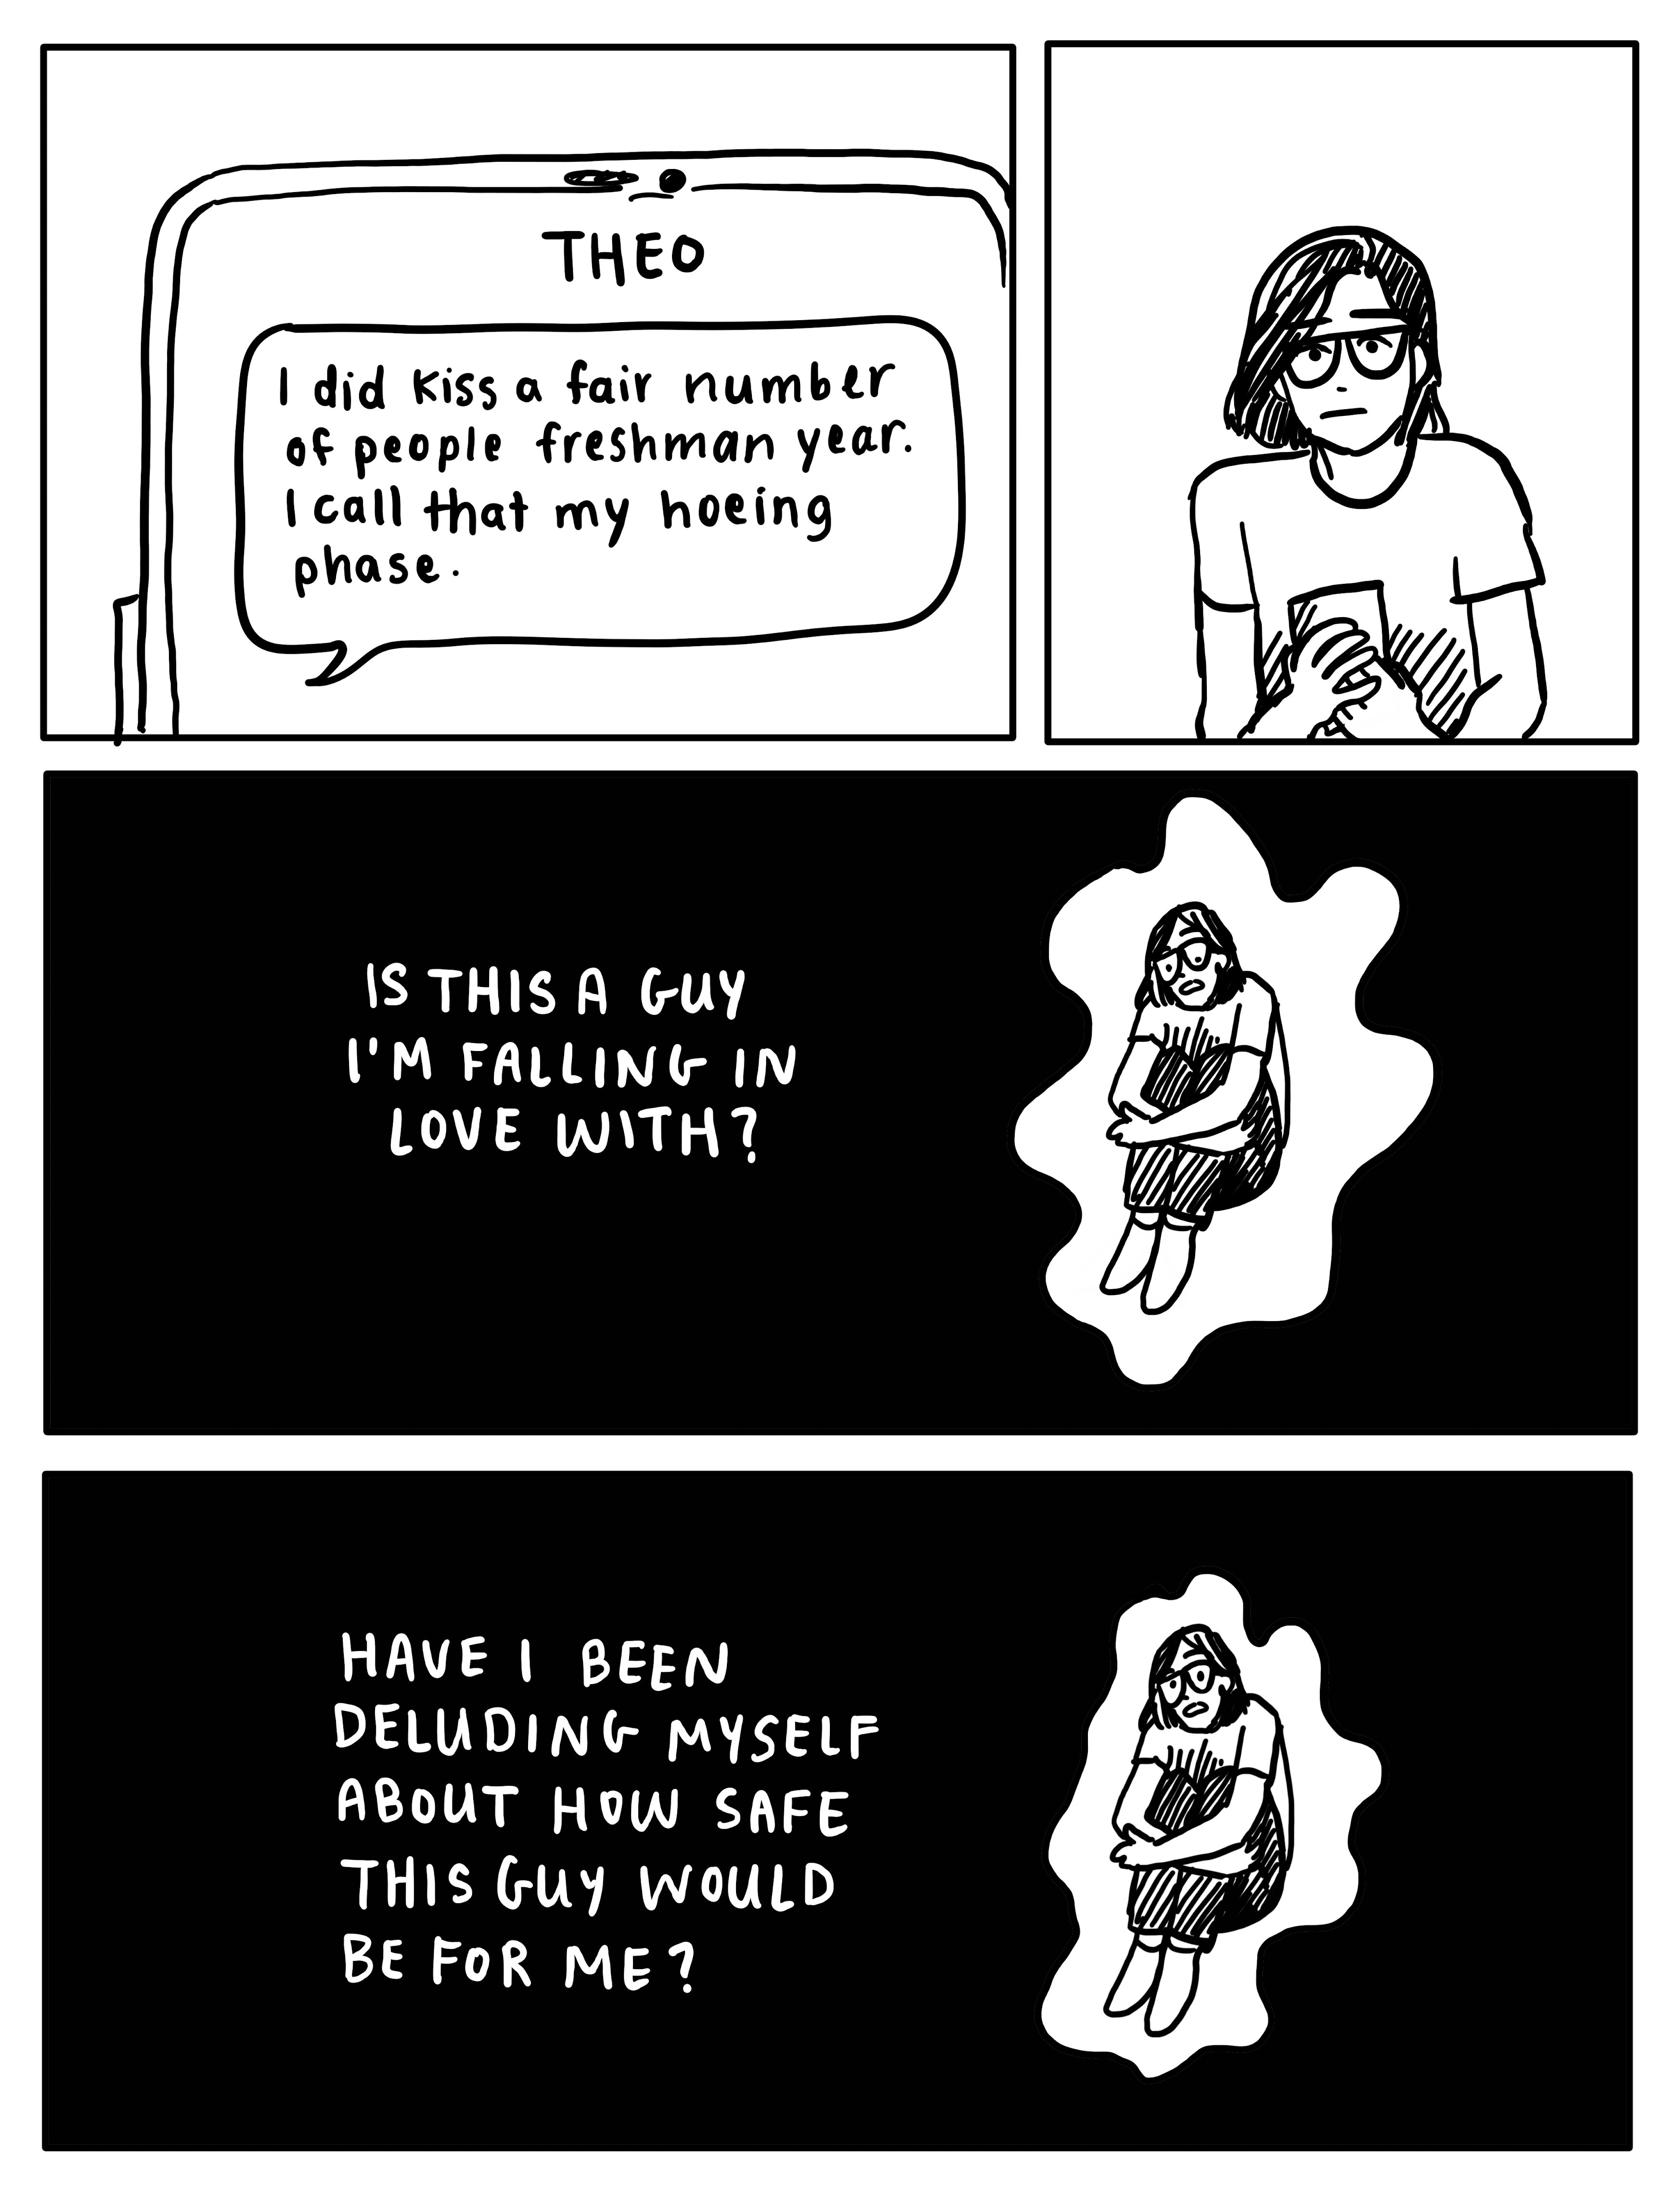 THEO
I did kiss a fair number
of people freshman year.
I call that my hoeing
phase.
IS THIS A GUY
I'M FALLING IN
LOVE WITH?
HAVE I BEEN
DELUDING MYSELF
ABOUT HOW SAFE
THIS GUY WOULD
BE FOR ME?